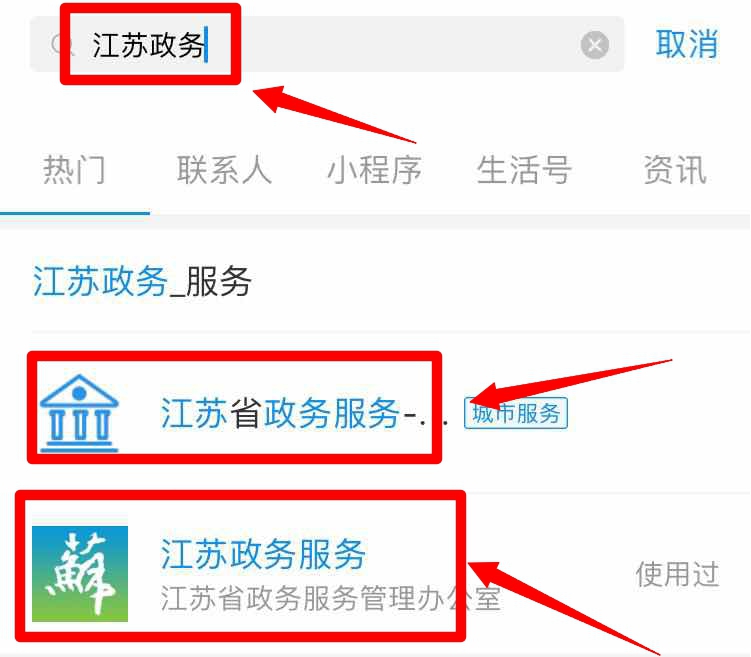 江苏政务
取消
热门 联系人 小程序 生活号 资讯
江苏政务_服务
江苏省政务服务-... 城市服务
蘇
江苏政务服务
江苏省政务服务管理办公室
使用过